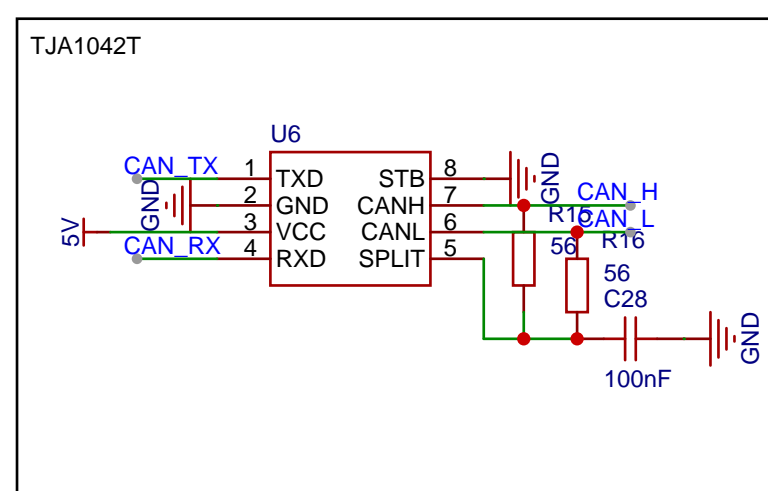 TJA1042T
U6
CAN_TX 1 TXD STB 8 GND
GND 2 GND CANH 7 CAN_H
5V 3 VCC CANL 6 CAN_L
CAN_RX 4 RXD SPLIT 5
R15
56
R16
56
C28
100nF
GND